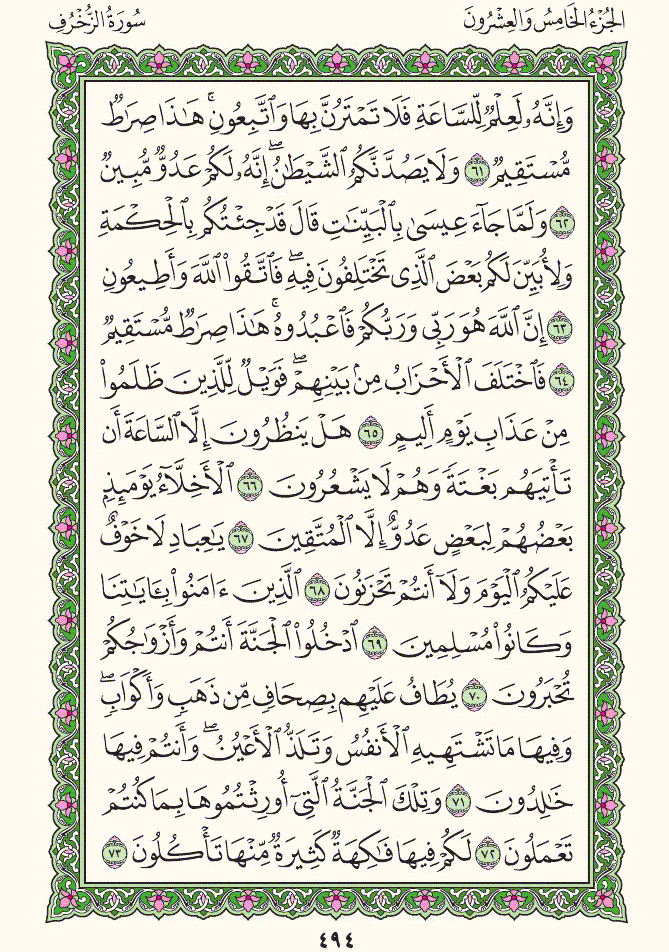 الجُزْءُ الخَامِسُ وَالعِشْرُونَ
سُورَةُ الزُّخْرُفِ
وَإِنَّهُۥ لَعِلْمٌ لِّلسَّاعَةِ فَلَا تَمْتَرُنَّ بِهَا وَٱتَّبِعُونِ ۚ هَـٰذَا صِرَٰطٌ
مُّسْتَقِيمٌ ٦١ وَلَا يَصُدَّنَّكُمُ ٱلشَّيْطَـٰنُ ۖ إِنَّهُۥ لَكُمْ عَدُوٌّ مُّبِينٌ
٦٢ وَلَمَّا جَآءَ عِيسَىٰ بِٱلْبَيِّنَـٰتِ قَالَ قَدْ جِئْتُكُم بِٱلْحِكْمَةِ
وَلِأُبَيِّنَ لَكُم بَعْضَ ٱلَّذِى تَخْتَلِفُونَ فِيهِ ۖ فَٱتَّقُوا۟ ٱللَّهَ وَأَطِيعُونِ
٦٣ إِنَّ ٱللَّهَ هُوَ رَبِّى وَرَبُّكُمْ فَٱعْبُدُوهُ ۚ هَـٰذَا صِرَٰطٌ مُّسْتَقِيمٌ
٦٤ فَٱخْتَلَفَ ٱلْأَحْزَابُ مِنۢ بَيْنِهِمْ ۖ فَوَيْلٌ لِّلَّذِينَ ظَلَمُوا۟
مِنْ عَذَابِ يَوْمٍ أَلِيمٍ ٦٥ هَلْ يَنظُرُونَ إِلَّا ٱلسَّاعَةَ أَن
تَأْتِيَهُم بَغْتَةً وَهُمْ لَا يَشْعُرُونَ ٦٦ ٱلْأَخِلَّآءُ يَوْمَئِذٍۭ
بَعْضُهُمْ لِبَعْضٍ عَدُوٌّ إِلَّا ٱلْمُتَّقِينَ ٦٧ يَـٰعِبَادِ لَا خَوْفٌ
عَلَيْكُمُ ٱلْيَوْمَ وَلَآ أَنتُمْ تَحْزَنُونَ ٦٨ ٱلَّذِينَ ءَامَنُوا۟ بِـَٔايَـٰتِنَا
وَكَانُوا۟ مُسْلِمِينَ ٦٩ ٱدْخُلُوا۟ ٱلْجَنَّةَ أَنتُمْ وَأَزْوَٰجُكُمْ
تُحْبَرُونَ ٧٠ يُطَافُ عَلَيْهِم بِصِحَافٍ مِّن ذَهَبٍ وَأَكْوَابٍ ۖ
وَفِيهَا مَا تَشْتَهِيهِ ٱلْأَنفُسُ وَتَلَذُّ ٱلْأَعْيُنُ ۖ وَأَنتُمْ فِيهَا
خَـٰلِدُونَ ٧١ وَتِلْكَ ٱلْجَنَّةُ ٱلَّتِىٓ أُورِثْتُمُوهَا بِمَا كُنتُمْ
تَعْمَلُونَ ٧٢ لَكُمْ فِيهَا فَـٰكِهَةٌ كَثِيرَةٌ مِّنْهَا تَأْكُلُونَ ٧٣
٤٩٤